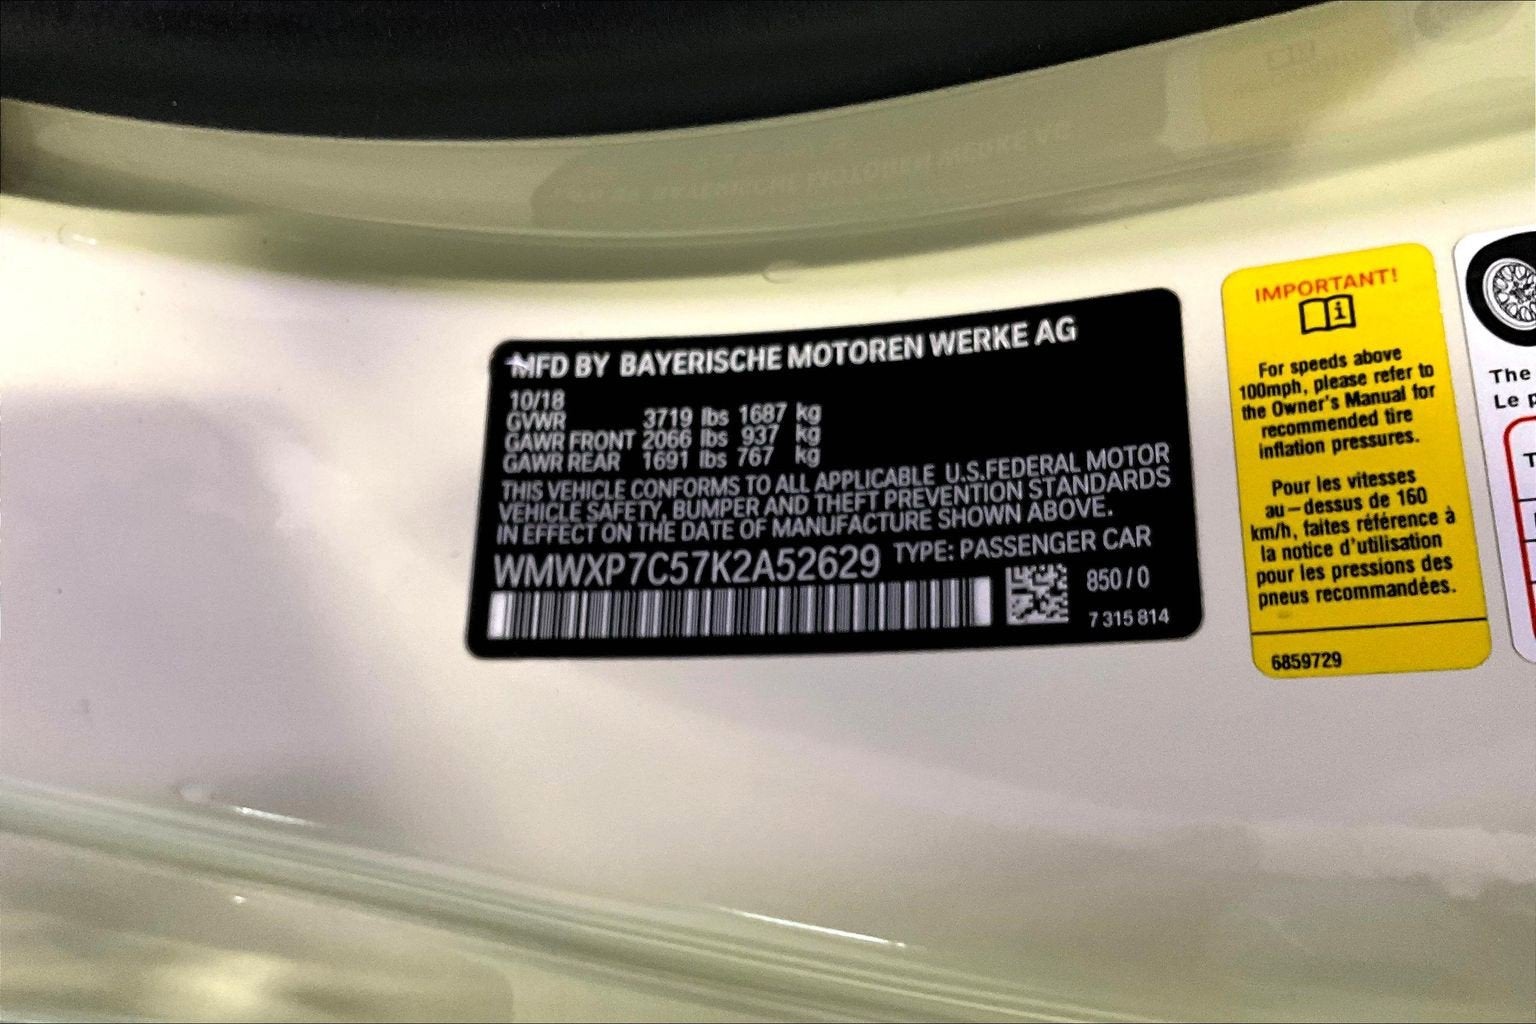 MFD BY BAYERISCHE MOTOREN WERKE AG
10/18
GVWR 3719 lbs 1687 kg
GAWR FRONT 2066 lbs 937 kg
GAWR REAR 1691 lbs 767 kg
THIS VEHICLE CONFORMS TO ALL APPLICABLE U.S.FEDERAL MOTOR
VEHICLE SAFETY, BUMPER AND THEFT PREVENTION STANDARDS
IN EFFECT ON THE DATE OF MANUFACTURE SHOWN ABOVE.
WMWXP7C57K2A52629 TYPE: PASSENGER CAR
850/0
7 315 814
IMPORTANT!
i
For speeds above
100mph, please refer to
the Owner's Manual for
recommended tire
inflation pressures.
Pour les vitesses
au-dessus de 160
km/h, faites référence à
la notice d'utilisation
pour les pressions des
pneus recommandées.
6859729
The
Le p
T